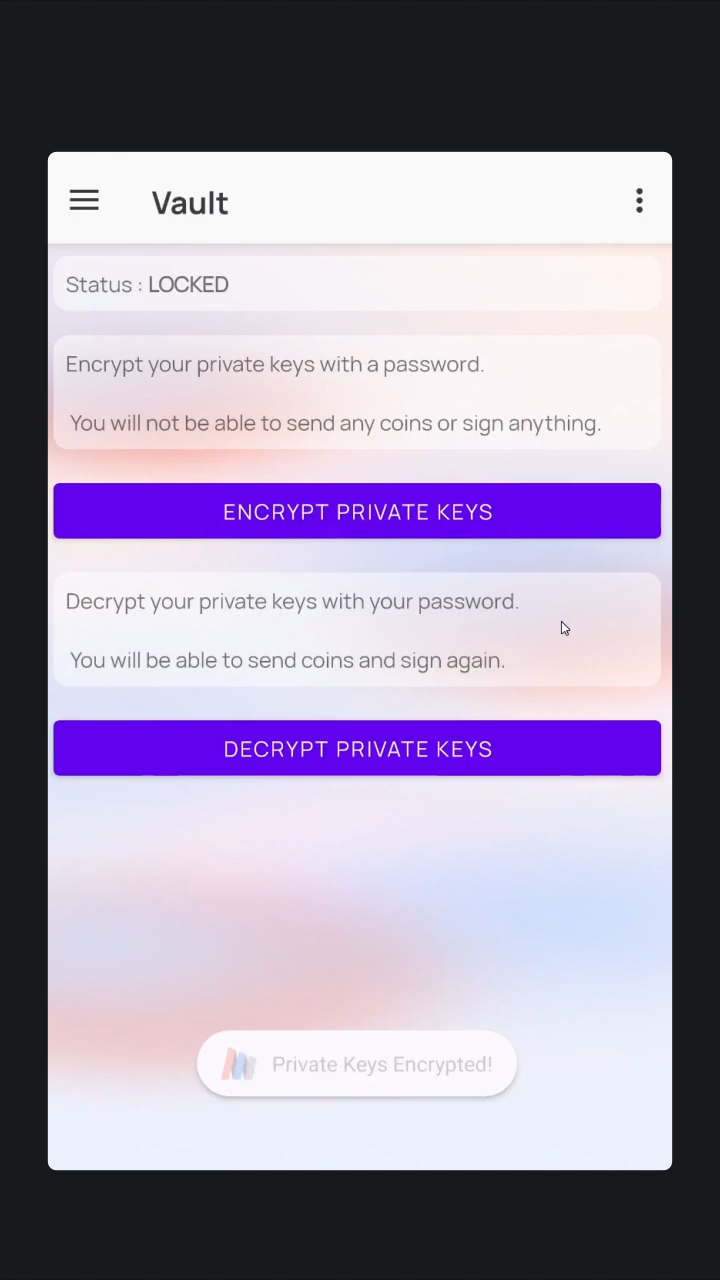 Vault
Status : LOCKED
Encrypt your private keys with a password.
You will not be able to send any coins or sign anything.
ENCRYPT PRIVATE KEYS
Decrypt your private keys with your password.
You will be able to send coins and sign again.
DECRYPT PRIVATE KEYS
Private Keys Encrypted!